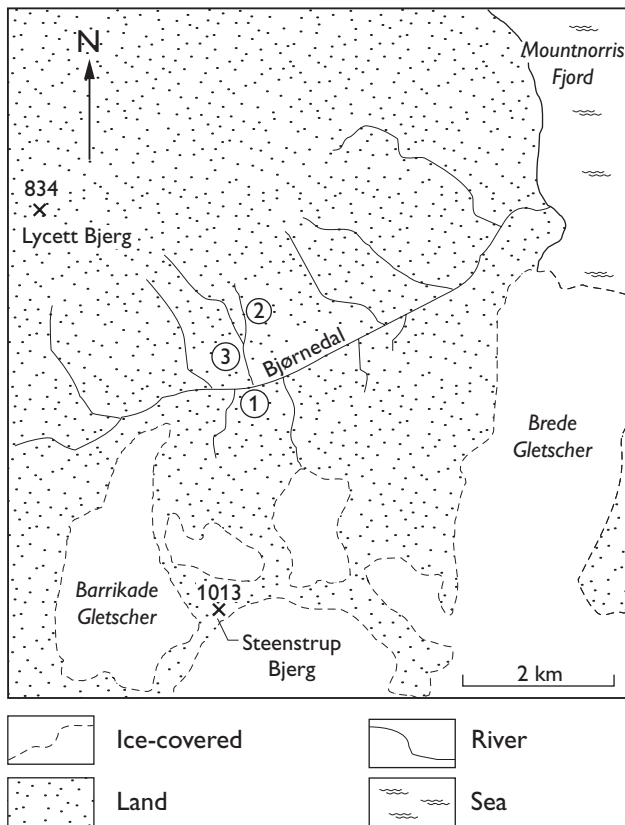 N
Mountnorris
Fjord
834
Lycett Bjerg
2
3
Bjørnedal
1
Brede
Gletscher
Barrikade
Gletscher
1013
Steenstrup
Bjerg
2 km
Ice-covered
River
Land
Sea